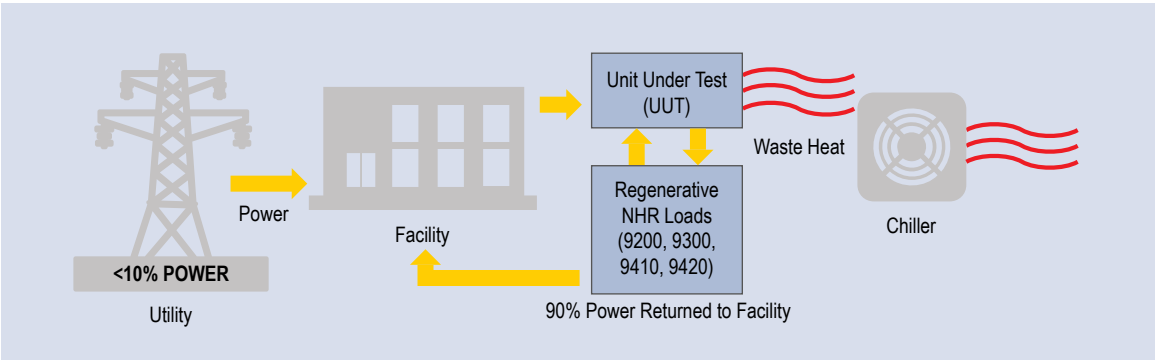 Unit Under Test
(UUT)
Waste Heat
Power
Regenerative
NHR Loads
(9200, 9300,
9410, 9420)
Facility
Chiller
<10% POWER
Utility
90% Power Returned to Facility